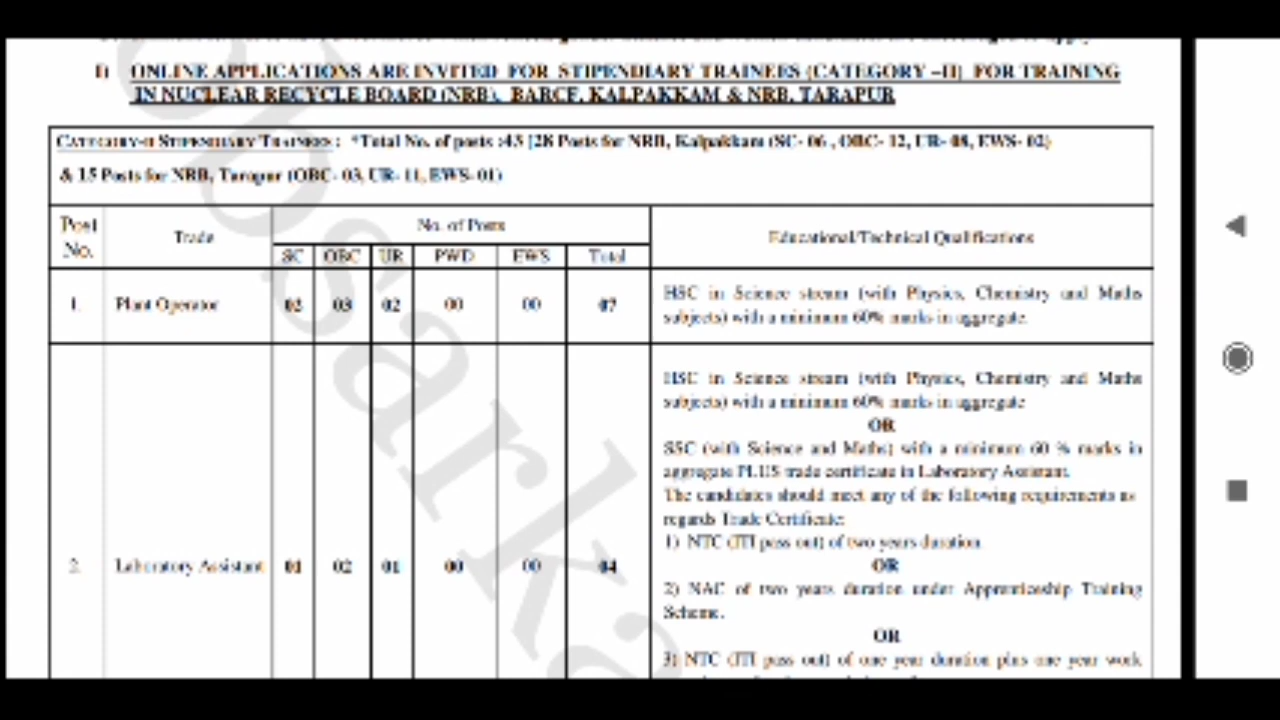 I) ONLINE APPLICATIONS ARE INVITED FOR STIPENDIARY TRAINEES (CATEGORY –II) FOR TRAINING
IN NUCLEAR RECYCLE BOARD (NRB), BARCF, KALPAKKAM & NRB, TARAPUR
CATEGORY-II STIPENDIARY TRAINEES : *Total No. of posts :43 [28 Posts for NRB, Kalpakkam (SC- 06 , OBC- 12, UR- 08, EWS- 02)
& 15 Posts for NRB, Tarapur (OBC- 03, UR- 11, EWS- 01)
Post No. Trade No. of Posts Educational/Technical Qualifications
SC OBC UR PWD EWS Total
1. Plant Operator 02 03 02 00 00 07 HSC in Science stream (with Physics, Chemistry and Maths
subjects) with a minimum 60% marks in aggregate.
HSC in Science stream (with Physics, Chemistry and Maths
subjects) with a minimum 60% marks in aggregate
OR
SSC (with Science and Maths) with a minimum 60 % marks in
aggregate PLUS trade certificate in Laboratory Assistant.
The candidates should meet any of the following requirements as
regards Trade Certificate:
1) NTC (ITI pass out) of two years duration.
2. Laboratory Assistant 01 02 01 00 00 04 OR
2) NAC of two years duration under Apprenticeship Training
Scheme.
OR
3) NTC (ITI pass out) of one year duration plus one year work